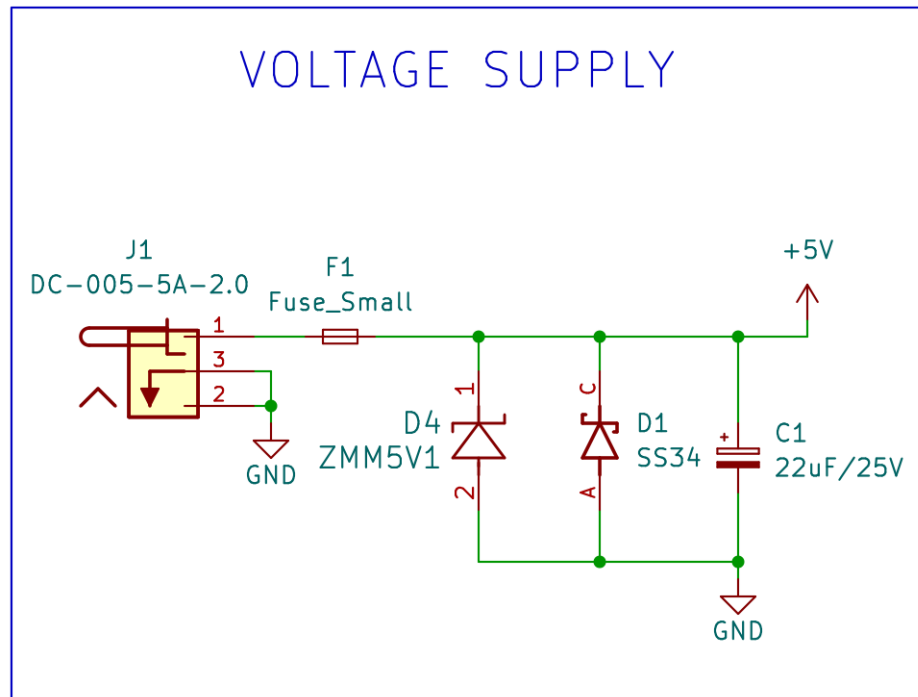 VOLTAGE SUPPLY
J1
DC-005-5A-2.0
F1
Fuse_Small
+5V
1
3
2
GND
1
D4
ZMM5V1
2
C
D1
SS34
A
+
C1
22uF/25V
GND